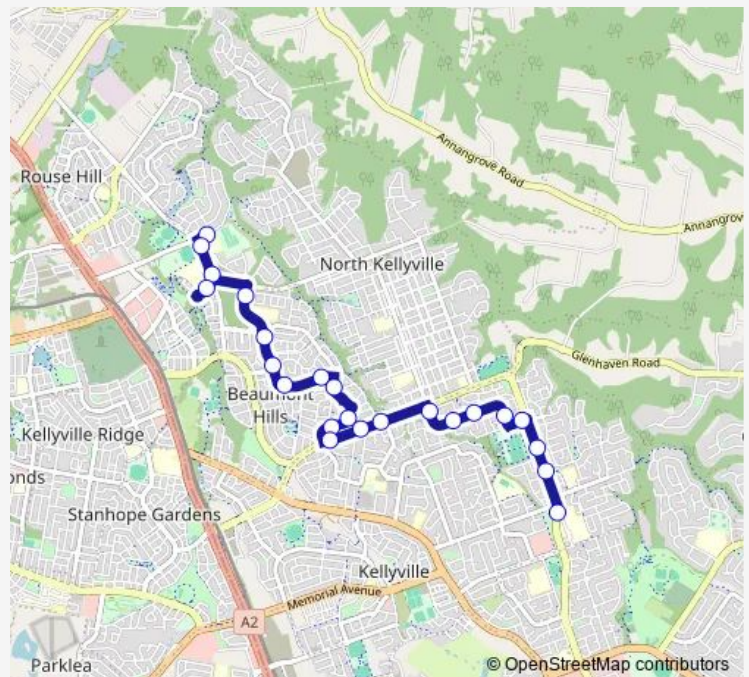 Annangrove Road
Rouse Hill
Annangrov
North Kellyville
Glenhaven Road
Beaumont
Hills
Kellyville Ridge
onds
Stanhope Gardens
Kellyville
Memorial Avenue
A2
Parklea
© OpenStreetMap contributors